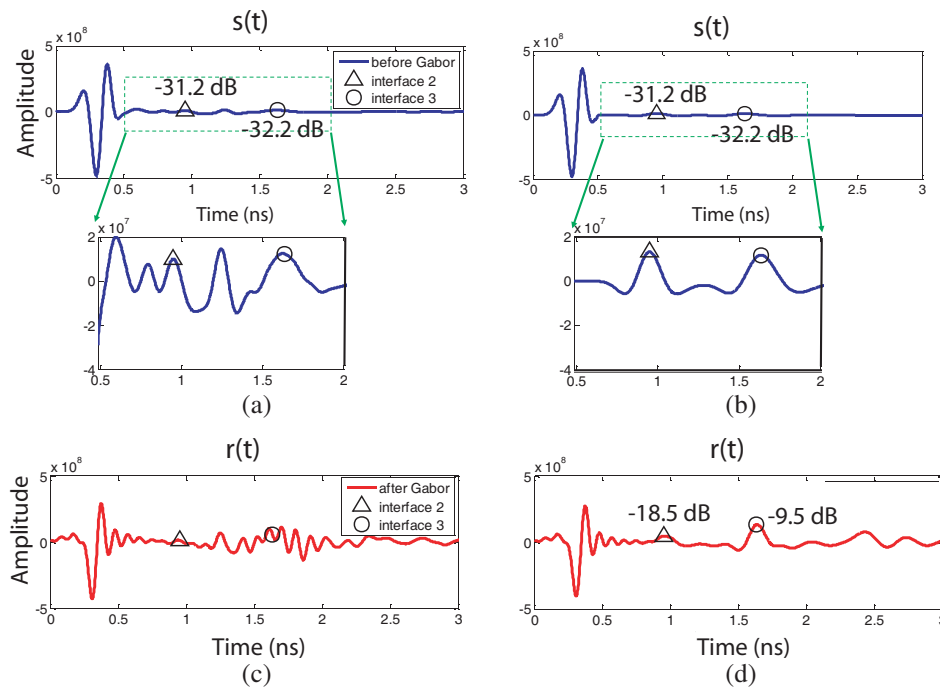 s(t)
x 10^8
5
0
-5
Amplitude
before Gabor
interface 2
interface 3
-31.2 dB
-32.2 dB
0 0.5 1 1.5 2 2.5 3
Time (ns)
x 10^7
2
0
-2
-4
0.5 1 1.5 2
(a)
s(t)
x 10^8
5
0
-5
-31.2 dB
-32.2 dB
0 0.5 1 1.5 2 2.5 3
Time (ns)
x 10^7
2
0
-2
-4
0.5 1 1.5 2
(b)
r(t)
x 10^8
5
0
-5
Amplitude
after Gabor
interface 2
interface 3
0 0.5 1 1.5 2 2.5 3
Time (ns)
(c)
r(t)
x 10^8
5
0
-5
-18.5 dB
-9.5 dB
0 0.5 1 1.5 2 2.5 3
Time (ns)
(d)